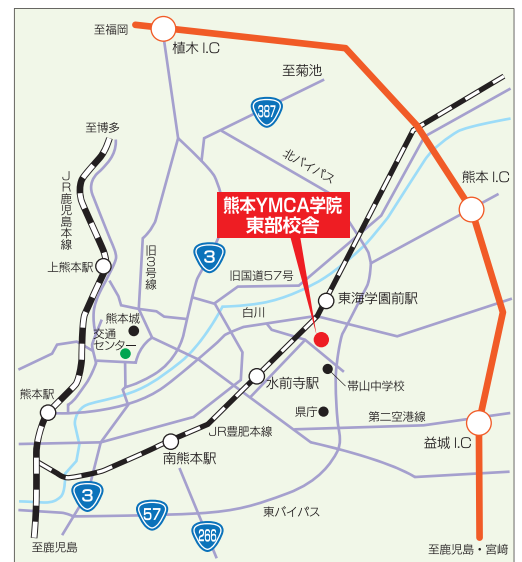 至福岡
植木I.C
至菊池
387
至博多
北バイパス
JR鹿児島本線
熊本I.C
熊本YMCA学院
東部校舎
旧3号線
3
上熊本駅
旧国道57号
東海学園前駅
白川
熊本城
交通
センター
水前寺駅
帯山中学校
熊本駅
県庁
第二空港線
JR豊肥本線
益城I.C
南熊本駅
3
57
東バイパス
266
至鹿児島
至鹿児島・宮﨑